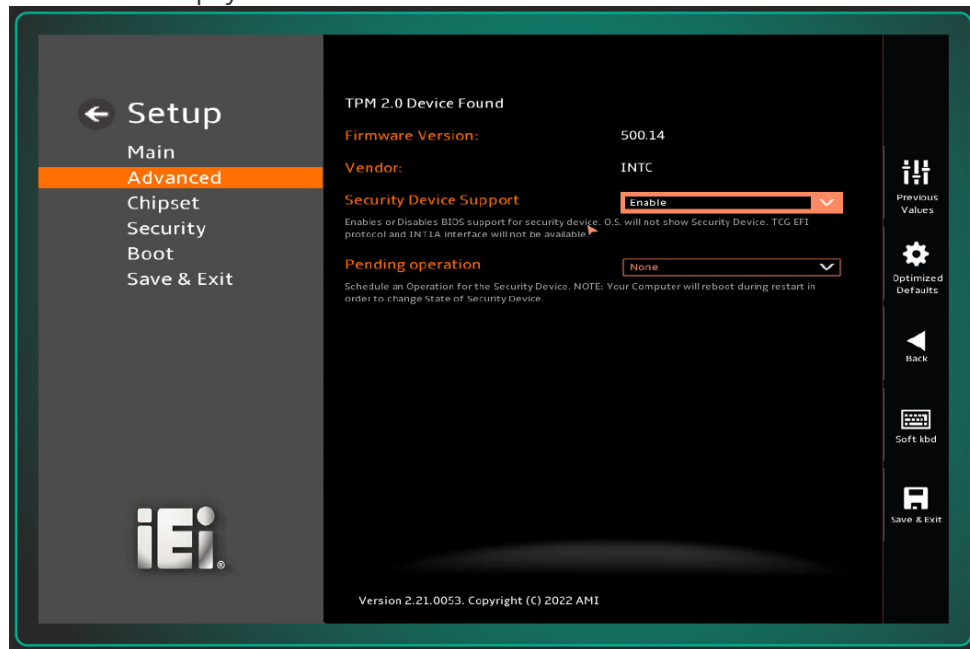 Setup
Main
Advanced
Chipset
Security
Boot
Save & Exit
TPM 2.0 Device Found
Firmware Version: 500.14
Vendor: INTC
Security Device Support Enable
Enables or Disables BIOS support for security device. O.S. will not show Security Device. TCG EFI
protocol and INT1A interface will not be available.
Pending operation None
Schedule an Operation for the Security Device. NOTE: Your Computer will reboot during restart in
order to change State of Security Device.
Previous
Values
Optimized
Defaults
Back
Soft kbd
Save & Exit
iEi®
Version 2.21.0053. Copyright (C) 2022 AMI